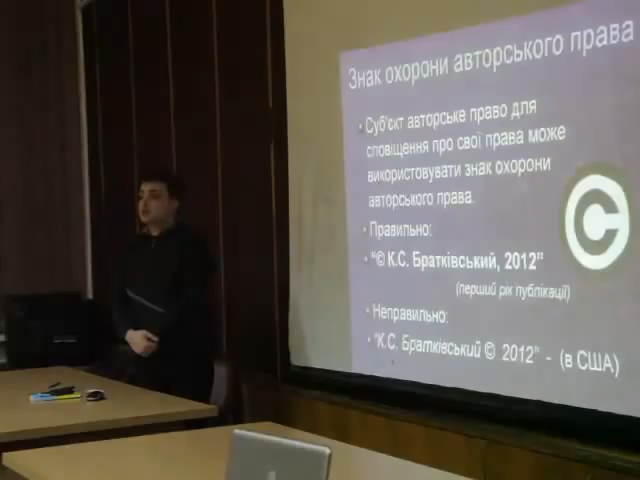 Знак охорони авторського права
• Суб'єкт авторське право для
сповіщення про свої права може
використовувати знак охорони
авторського права.
• Правильно:
• "© К.С. Братківський, 2012"
(перший рік публікації)
• Неправильно:
• "К.С. Братківський © 2012" - (в США)
©